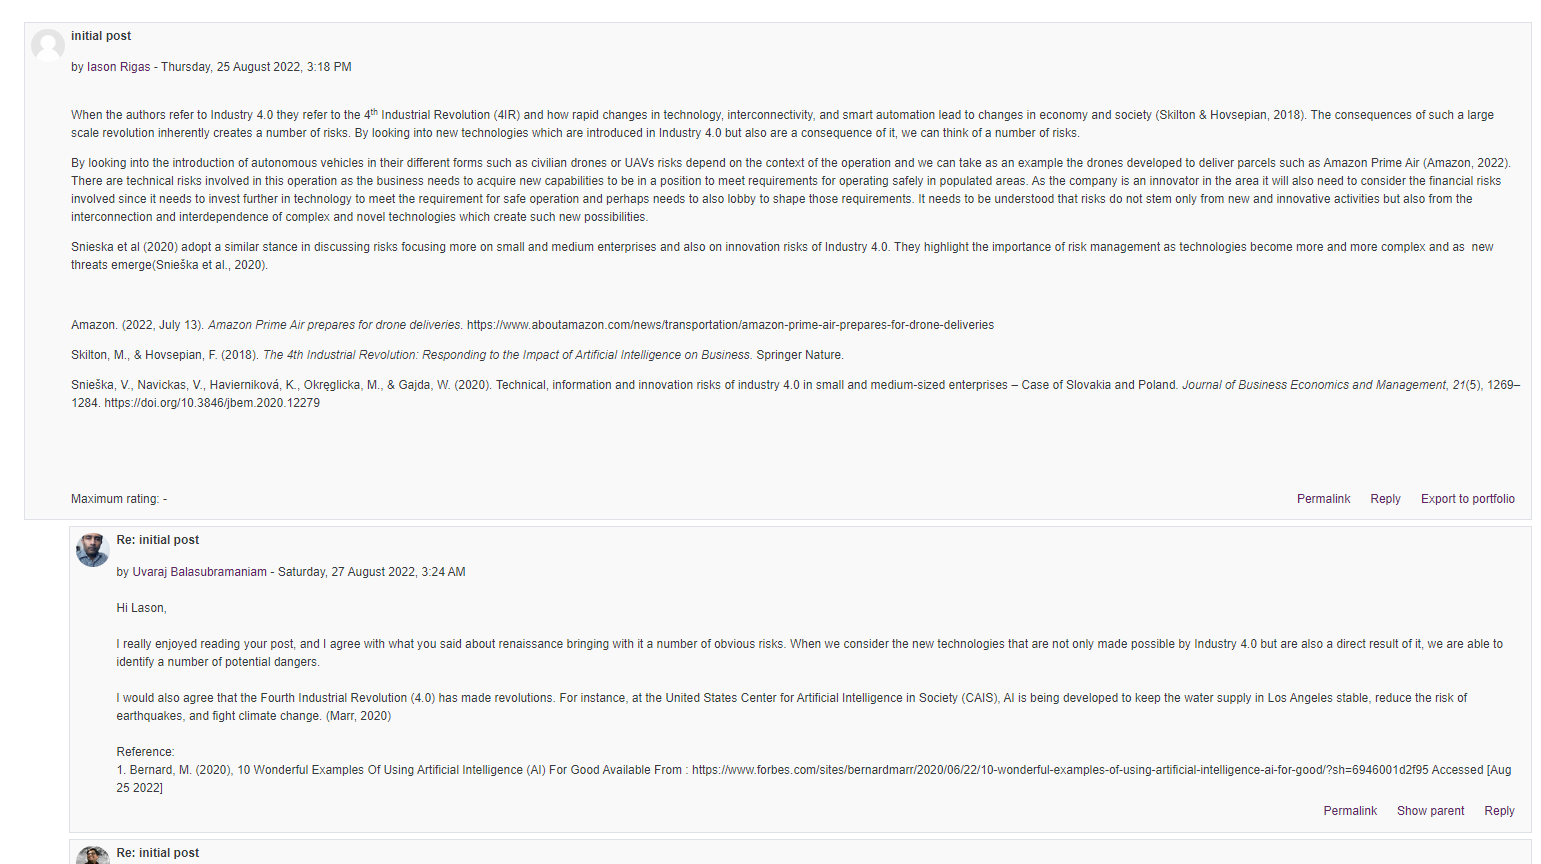 initial post
by Iason Rigas - Thursday, 25 August 2022, 3:18 PM
When the authors refer to Industry 4.0 they refer to the 4th Industrial Revolution (4IR) and how rapid changes in technology, interconnectivity, and smart automation lead to changes in economy and society (Skilton & Hovsepian, 2018). The consequences of such a large
scale revolution inherently creates a number of risks. By looking into new technologies which are introduced in Industry 4.0 but also are a consequence of it, we can think of a number of risks.
By looking into the introduction of autonomous vehicles in their different forms such as civilian drones or UAVs risks depend on the context of the operation and we can take as an example the drones developed to deliver parcels such as Amazon Prime Air (Amazon, 2022).
There are technical risks involved in this operation as the business needs to acquire new capabilities to be in a position to meet requirements for operating safely in populated areas. As the company is an innovator in the area it will also need to consider the financial risks
involved since it needs to invest further in technology to meet the requirement for safe operation and perhaps needs to also lobby to shape those requirements. It needs to be understood that risks do not stem only from new and innovative activities but also from the
interconnection and interdependence of complex and novel technologies which create such new possibilities.
Snieska et al (2020) adopt a similar stance in discussing risks focusing more on small and medium enterprises and also on innovation risks of Industry 4.0. They highlight the importance of risk management as technologies become more and more complex and as  new
threats emerge(Snieška et al., 2020).
Amazon. (2022, July 13). Amazon Prime Air prepares for drone deliveries. https://www.aboutamazon.com/news/transportation/amazon-prime-air-prepares-for-drone-deliveries
Skilton, M., & Hovsepian, F. (2018). The 4th Industrial Revolution: Responding to the Impact of Artificial Intelligence on Business. Springer Nature.
Snieška, V., Navickas, V., Havierniková, K., Okręglicka, M., & Gajda, W. (2020). Technical, information and innovation risks of industry 4.0 in small and medium-sized enterprises – Case of Slovakia and Poland. Journal of Business Economics and Management, 21(5), 1269–
1284. https://doi.org/10.3846/jbem.2020.12279
Maximum rating: -
Permalink Reply Export to portfolio
Re: initial post
by Uvaraj Balasubramaniam - Saturday, 27 August 2022, 3:24 AM
Hi Lason,
I really enjoyed reading your post, and I agree with what you said about renaissance bringing with it a number of obvious risks. When we consider the new technologies that are not only made possible by Industry 4.0 but are also a direct result of it, we are able to
identify a number of potential dangers.
I would also agree that the Fourth Industrial Revolution (4.0) has made revolutions. For instance, at the United States Center for Artificial Intelligence in Society (CAIS), AI is being developed to keep the water supply in Los Angeles stable, reduce the risk of
earthquakes, and fight climate change. (Marr, 2020)
Reference:
1. Bernard, M. (2020), 10 Wonderful Examples Of Using Artificial Intelligence (AI) For Good Available From : https://www.forbes.com/sites/bernardmarr/2020/06/22/10-wonderful-examples-of-using-artificial-intelligence-ai-for-good/?sh=6946001d2f95 Accessed [Aug
25 2022]
Permalink Show parent Reply
Re: initial post